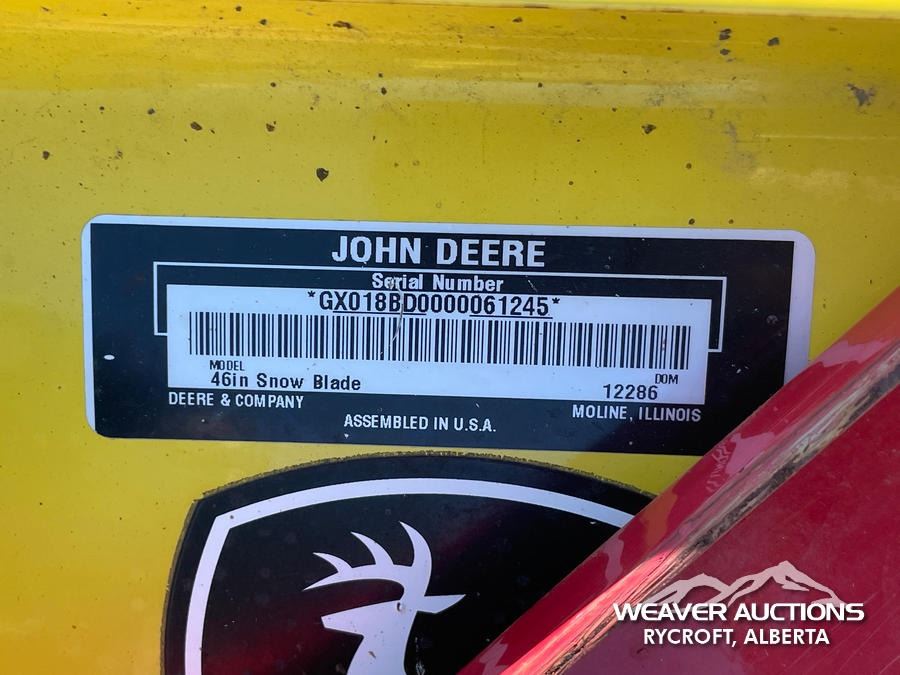 JOHN DEERE
Serial Number
*GX018BD0000061245*
MODEL
46in Snow Blade
DOM
12286
DEERE & COMPANY
MOLINE, ILLINOIS
ASSEMBLED IN U.S.A.
WEAVER AUCTIONS
RYCROFT, ALBERTA